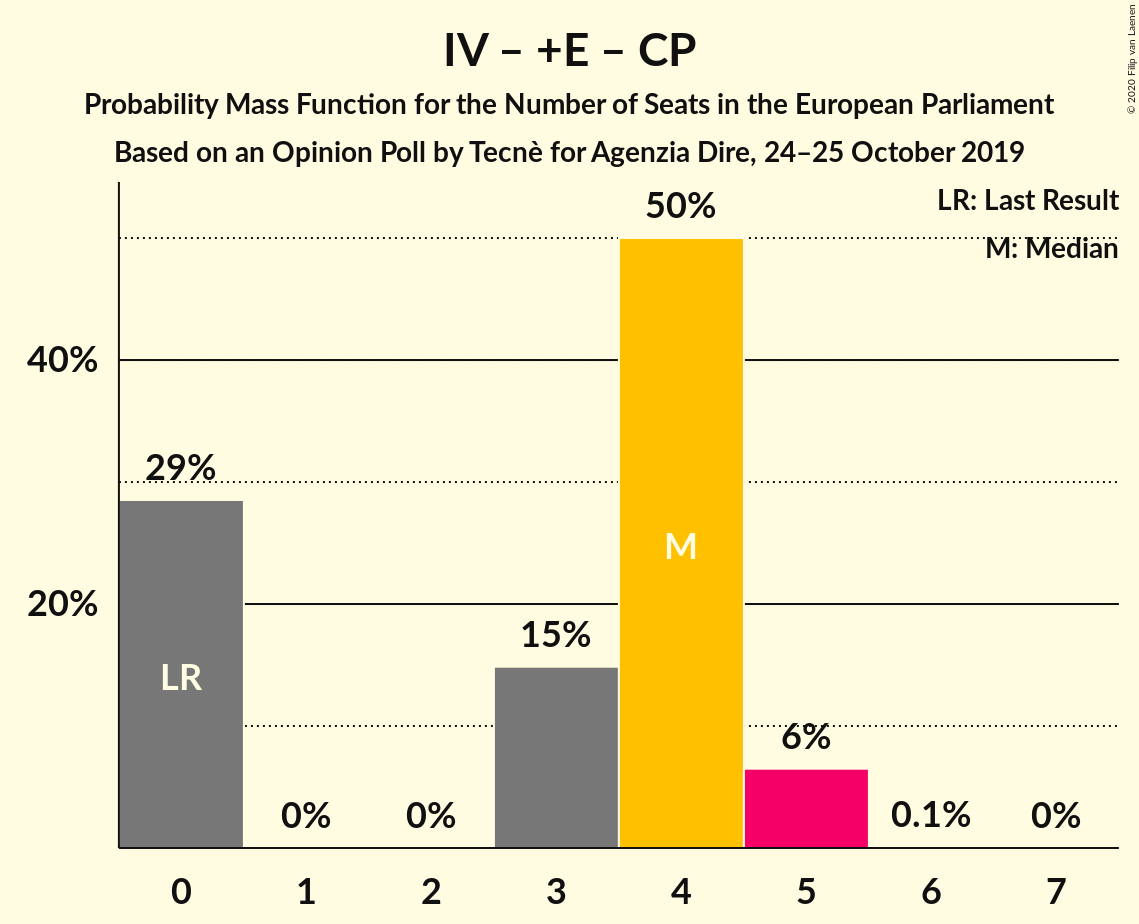 IV – +E – CP
Probability Mass Function for the Number of Seats in the European Parliament
Based on an Opinion Poll by Tecnè for Agenzia Dire, 24–25 October 2019
© 2020 Filip van Laenen
LR: Last Result
M: Median
50%
40%
29%
M
20%
15%
LR
6%
0%
0%
0.1%
0%
0
1
2
3
4
5
6
7